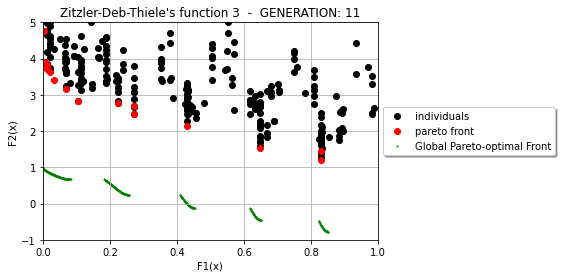 Zitzler-Deb-Thiele's function 3 - GENERATION: 11
5
4
3
2
1
0
−1
F2(x)
0.0 0.2 0.4 0.6 0.8 1.0
F1(x)
individuals
pareto front
Global Pareto-optimal Front